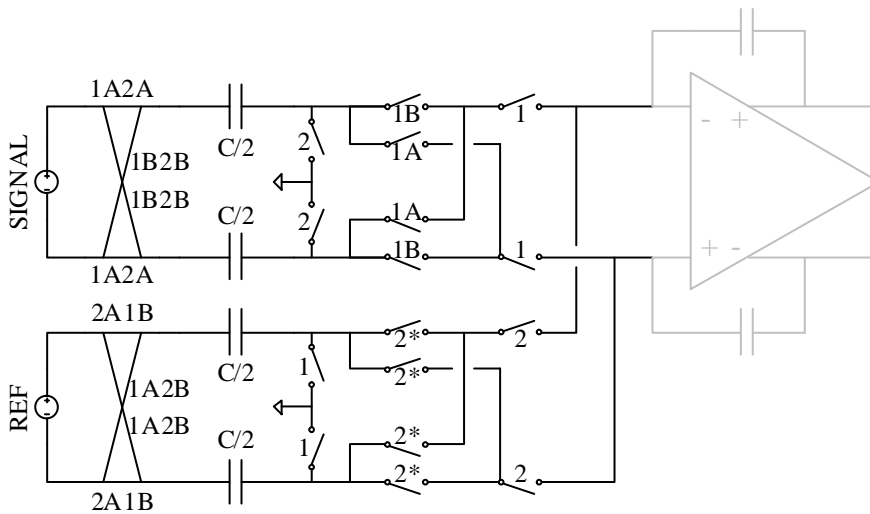 1A2A
SIGNAL
+
-
1B2B
1B2B
1A2A
C/2
C/2
2
2
1B
1A
1A
1B
1
1
- +
+ -
2A1B
REF
+
-
1A2B
1A2B
2A1B
C/2
C/2
1
1
2*
2*
2*
2*
2
2